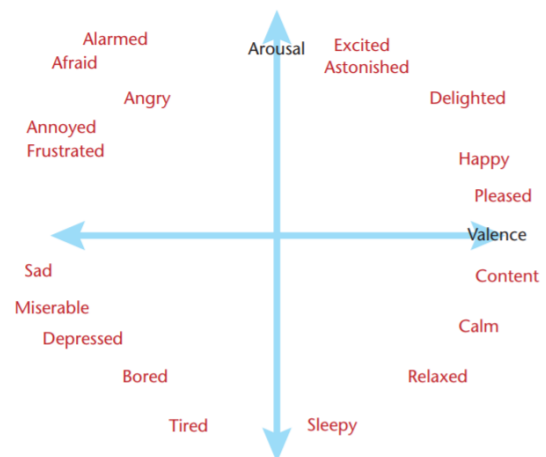 Alarmed
Arousal
Excited
Afraid
Astonished
Angry
Delighted
Annoyed
Frustrated
Happy
Pleased
Valence
Sad
Content
Miserable
Calm
Depressed
Bored
Relaxed
Tired
Sleepy